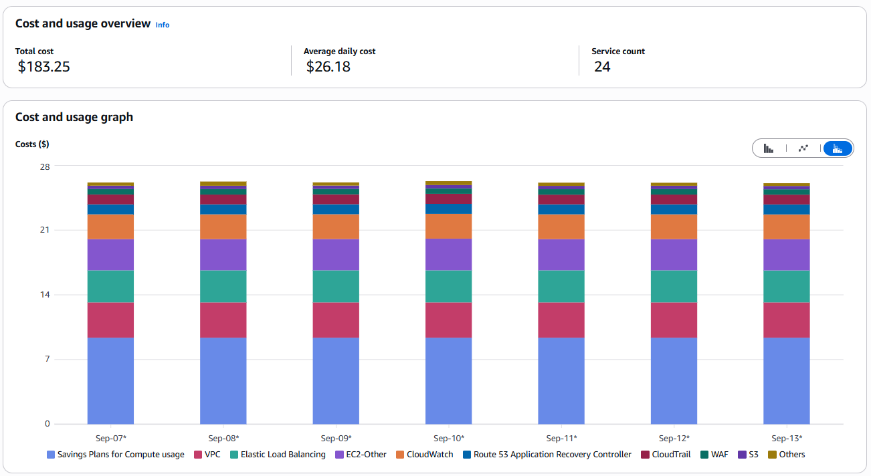 Cost and usage overview Info
Total cost
$183.25
Average daily cost
$26.18
Service count
24
Cost and usage graph
Costs ($)
28
21
14
7
0
Sep-07* Sep-08* Sep-09* Sep-10* Sep-11* Sep-12* Sep-13*
Savings Plans for Compute usage VPC Elastic Load Balancing EC2-Other CloudWatch Route 53 Application Recovery Controller CloudTrail WAF S3 Others